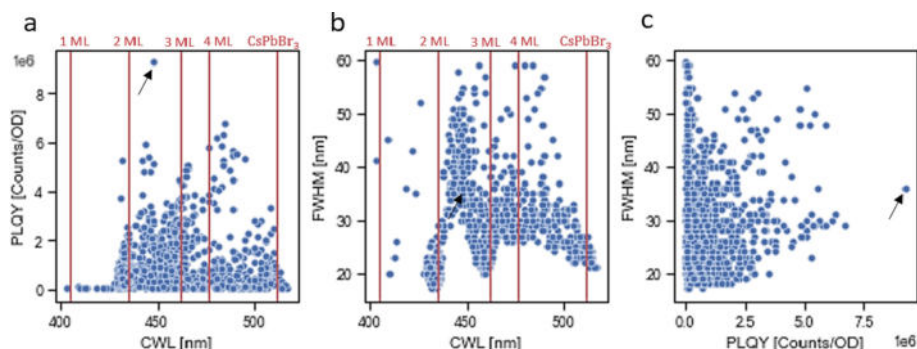 a
1 ML 2 ML 3 ML 4 ML CsPbBr3
1e6
8
6
4
2
0
PLQY [Counts/OD]
400 450 500
CWL [nm]
b
1 ML 2 ML 3 ML 4 ML CsPbBr3
60
50
40
30
20
FWHM [nm]
400 450 500
CWL [nm]
c
60
50
40
30
20
FWHM [nm]
0.0 2.5 5.0 7.5
PLQY [Counts/OD] 1e6